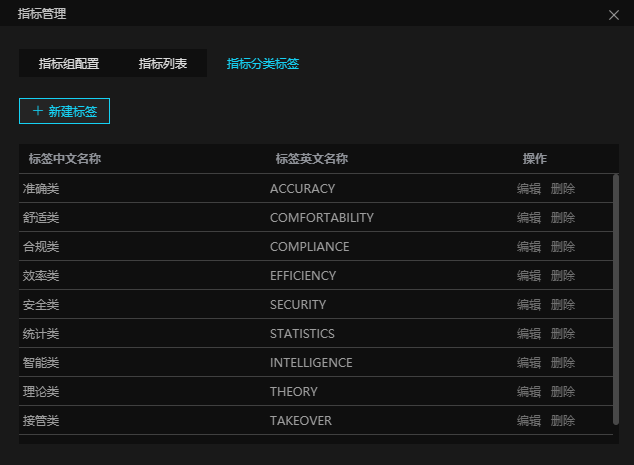 指标管理
指标组配置 指标列表 指标分类标签
+ 新建标签
标签中文名称 标签英文名称 操作
准确类 ACCURACY 编辑 删除
舒适类 COMFORTABILITY 编辑 删除
合规类 COMPLIANCE 编辑 删除
效率类 EFFICIENCY 编辑 删除
安全类 SECURITY 编辑 删除
统计类 STATISTICS 编辑 删除
智能类 INTELLIGENCE 编辑 删除
理论类 THEORY 编辑 删除
接管类 TAKEOVER 编辑 删除